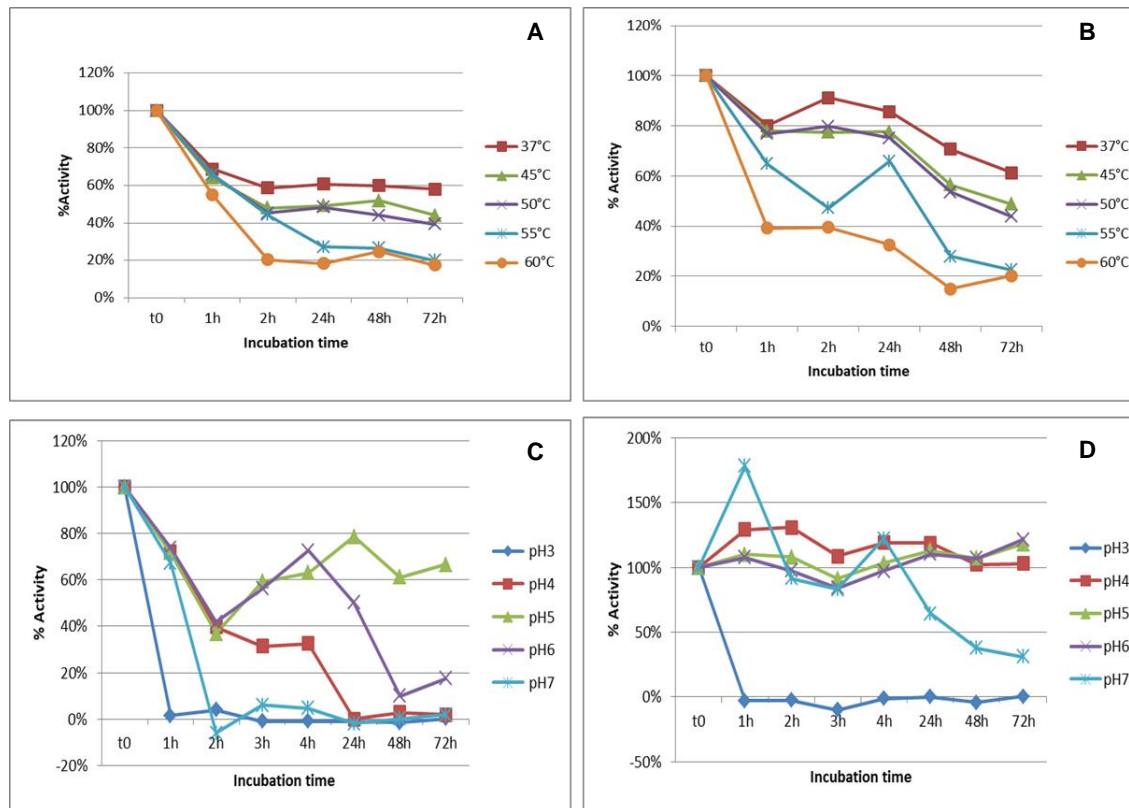 A
120%
100%
80%
60%
40%
20%
0%
%Activity
t0 1h 2h 24h 48h 72h
Incubation time
37°C
45°C
50°C
55°C
60°C
B
120%
100%
80%
60%
40%
20%
0%
% Activity
t0 1h 2h 24h 48h 72h
Incubation time
37°C
45°C
50°C
55°C
60°C
C
120%
100%
80%
60%
40%
20%
0%
-20%
% Activity
t0 1h 2h 3h 4h 24h 48h 72h
Incubation time
pH3
pH4
pH5
pH6
pH7
D
200%
150%
100%
50%
0%
-50%
% Activity
t0 1h 2h 3h 4h 24h 48h 72h
Incubation time
pH3
pH4
pH5
pH6
pH7